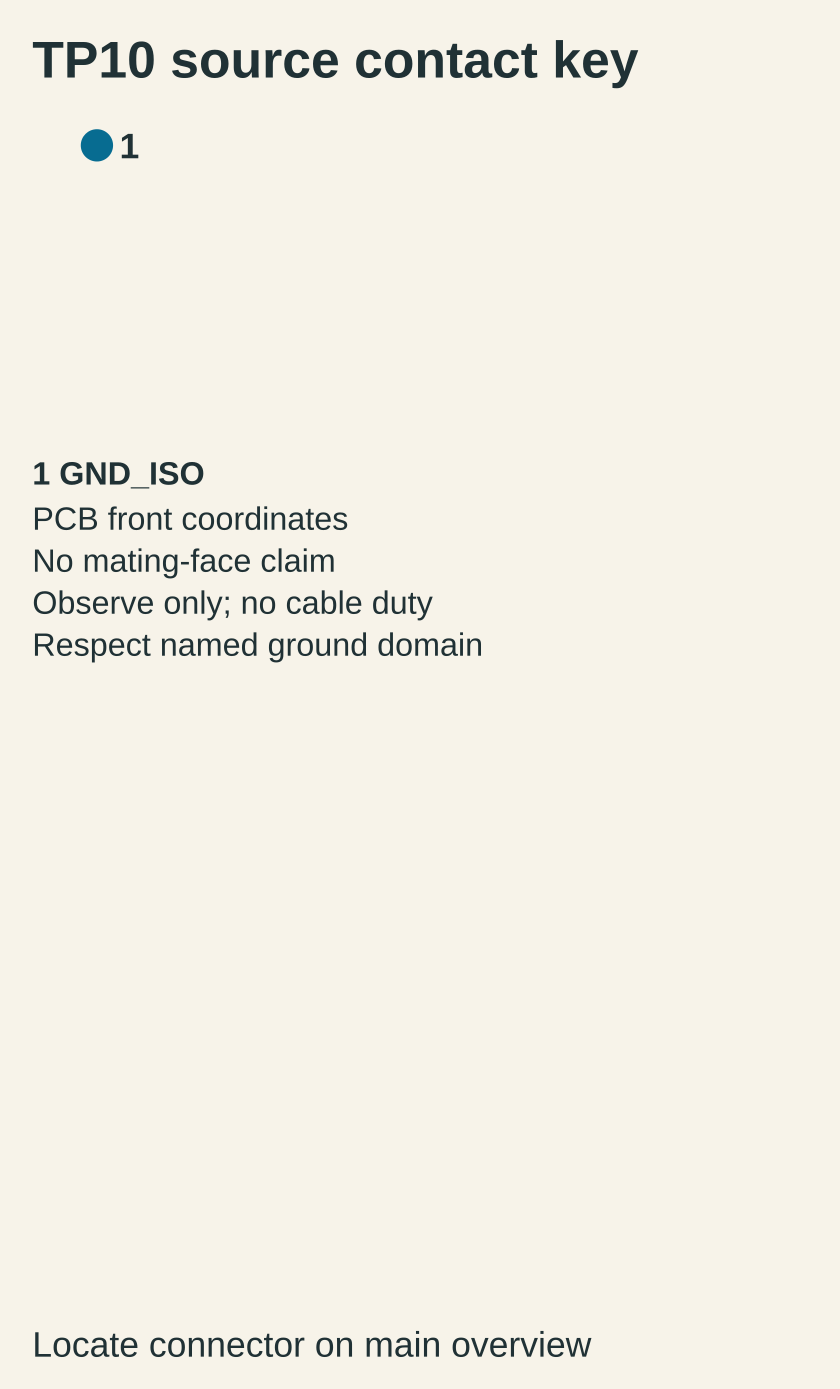 TP10 source contact key
1
1 GND_ISO
PCB front coordinates
No mating-face claim
Observe only; no cable duty
Respect named ground domain
Locate connector on main overview